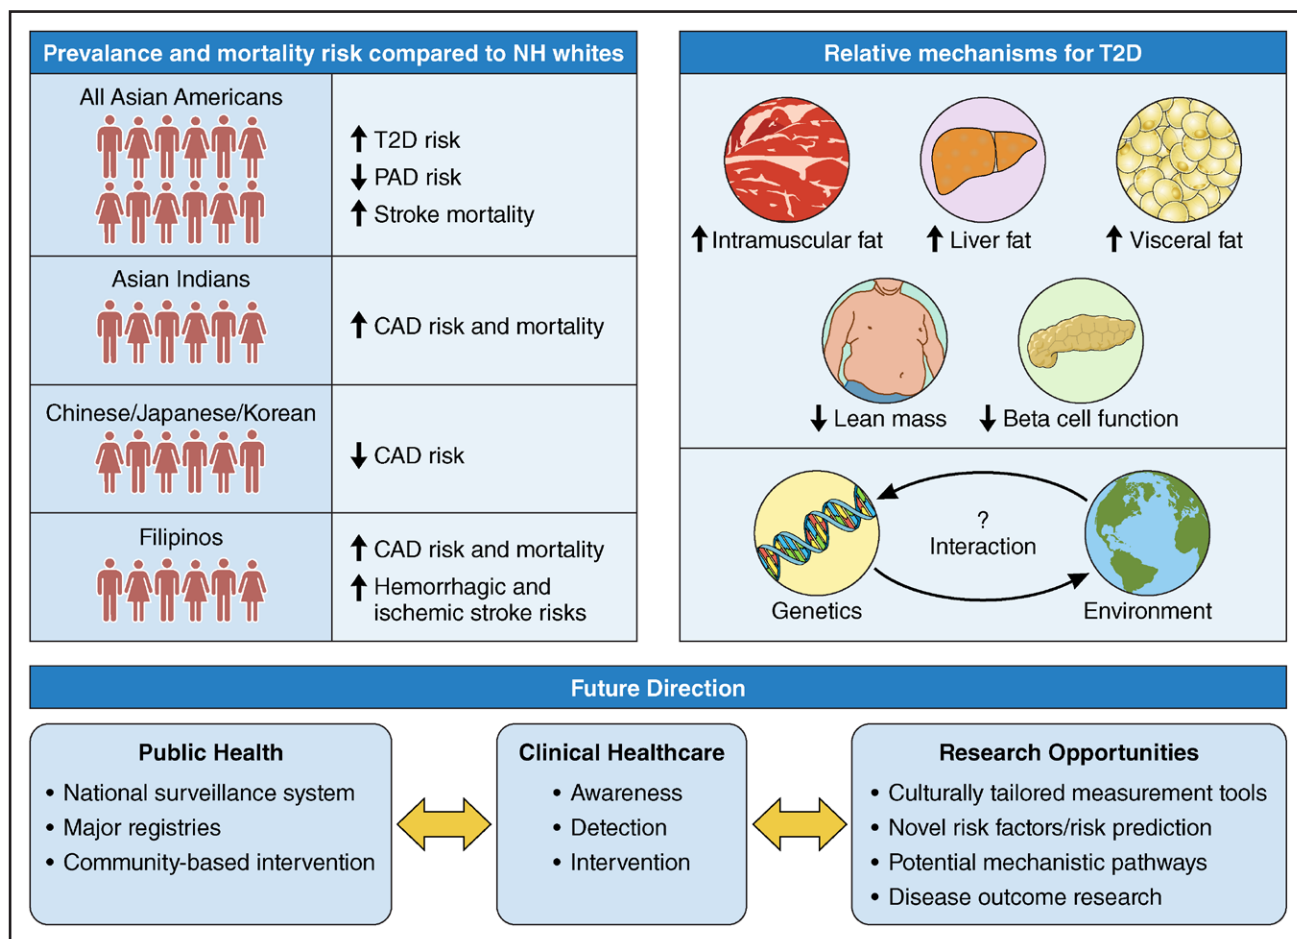 Prevalance and mortality risk compared to NH whites
All Asian Americans
↑ T2D risk
↓ PAD risk
↑ Stroke mortality
Asian Indians
↑ CAD risk and mortality
Chinese/Japanese/Korean
↓ CAD risk
Filipinos
↑ CAD risk and mortality
↑ Hemorrhagic and
ischemic stroke risks
Relative mechanisms for T2D
↑ Intramuscular fat
↑ Liver fat
↑ Visceral fat
↓ Lean mass
↓ Beta cell function
?
Interaction
Genetics
Environment
Future Direction
Public Health
• National surveillance system
• Major registries
• Community-based intervention
Clinical Healthcare
• Awareness
• Detection
• Intervention
Research Opportunities
• Culturally tailored measurement tools
• Novel risk factors/risk prediction
• Potential mechanistic pathways
• Disease outcome research